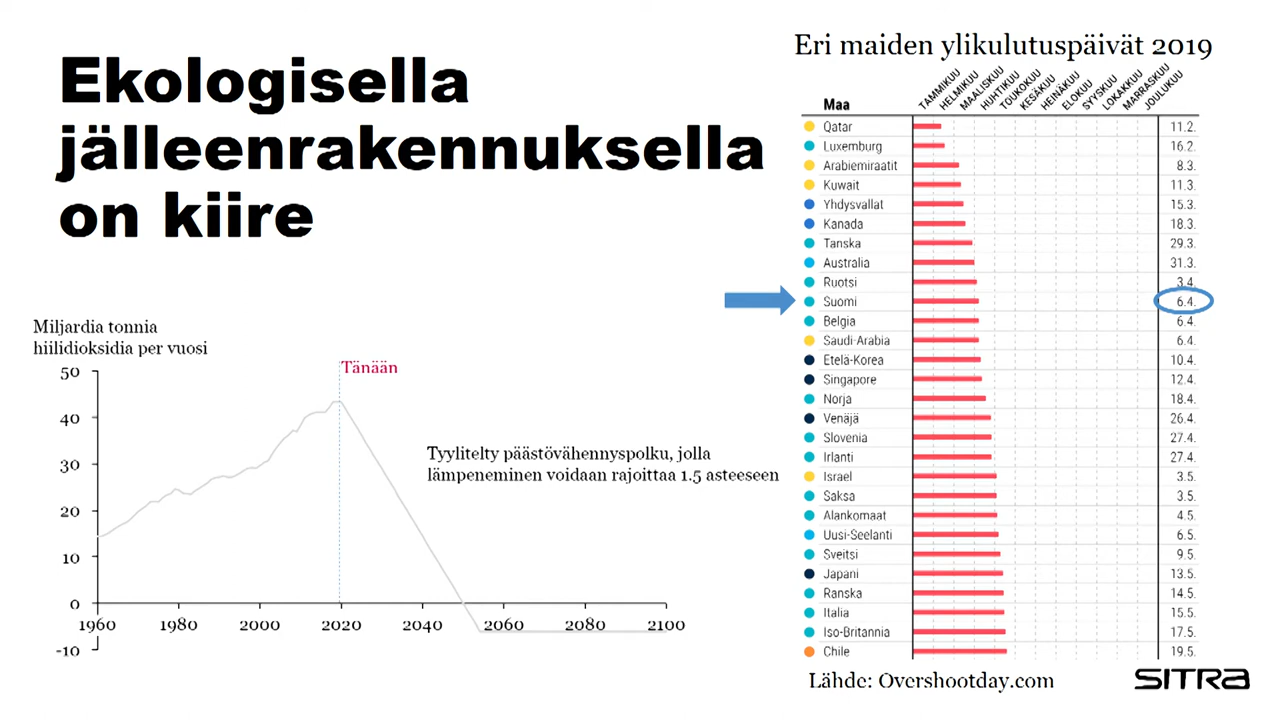 Ekologisella
jälleenrakennuksella
on kiire
Miljardia tonnia
hiilidioksidia per vuosi
50
40
30
20
10
0
-10
1960 1980 2000 2020 2040 2060 2080 2100
Tänään
Tyylitelty päästövähennyspolku, jolla
lämpeneminen voidaan rajoittaa 1.5 asteeseen
Eri maiden ylikulutuspäivät 2019
Maa TAMMIKUU HELMIKUU MAALISKUU HUHTIKUU TOUKOKUU KESÄKUU HEINÄKUU ELOKUU SYYSKUU LOKAKKUU MARRASKUU JOULUKUU
Qatar 11.2.
Luxemburg 16.2.
Arabiemiraatit 8.3.
Kuwait 11.3.
Yhdysvallat 15.3.
Kanada 18.3.
Tanska 29.3.
Australia 31.3.
Ruotsi 3.4.
Suomi 6.4.
Belgia 6.4.
Saudi-Arabia 6.4.
Etelä-Korea 10.4.
Singapore 12.4.
Norja 18.4.
Venäjä 26.4.
Slovenia 27.4.
Irlanti 27.4.
Israel 3.5.
Saksa 3.5.
Alankomaat 4.5.
Uusi-Seelanti 6.5.
Sveitsi 9.5.
Japani 13.5.
Ranska 14.5.
Italia 15.5.
Iso-Britannia 17.5.
Chile 19.5.
Lähde: Overshootday.com
SITRA